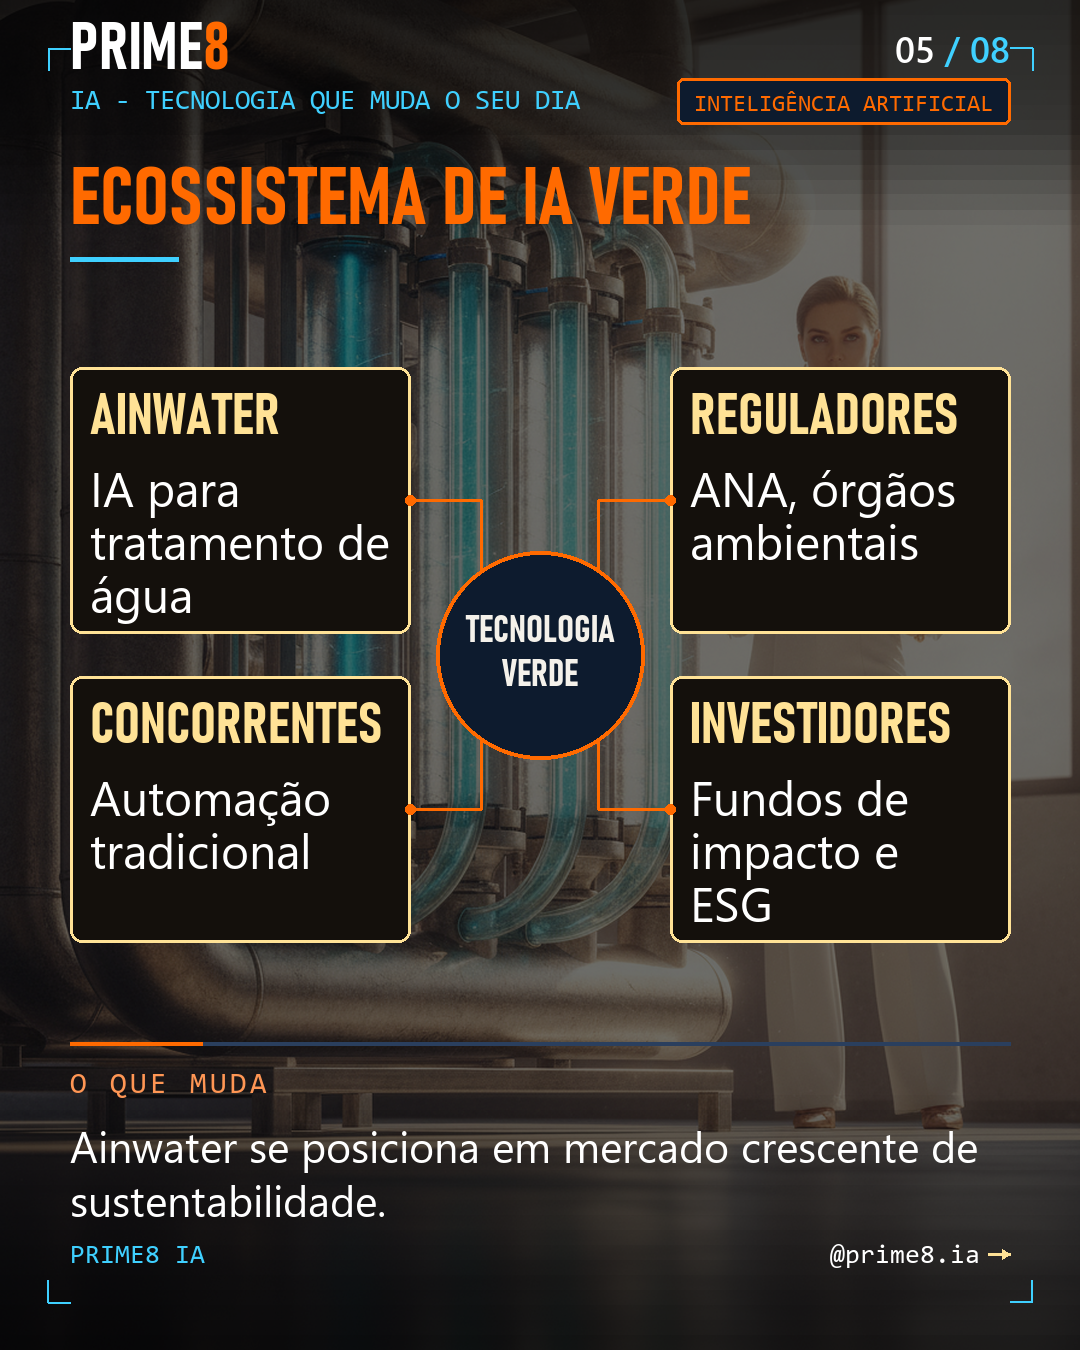 PRIME8
05 / 08
IA - TECNOLOGIA QUE MUDA O SEU DIA
INTELIGÊNCIA ARTIFICIAL
ECOSSISTEMA DE IA VERDE
AINWATER
IA para
tratamento de
água
REGULADORES
ANA, órgãos
ambientais
TECNOLOGIA
VERDE
CONCORRENTES
Automação
tradicional
INVESTIDORES
Fundos de
impacto e
ESG
O QUE MUDA
Ainwater se posiciona em mercado crescente de
sustentabilidade.
PRIME8 IA
@prime8.ia